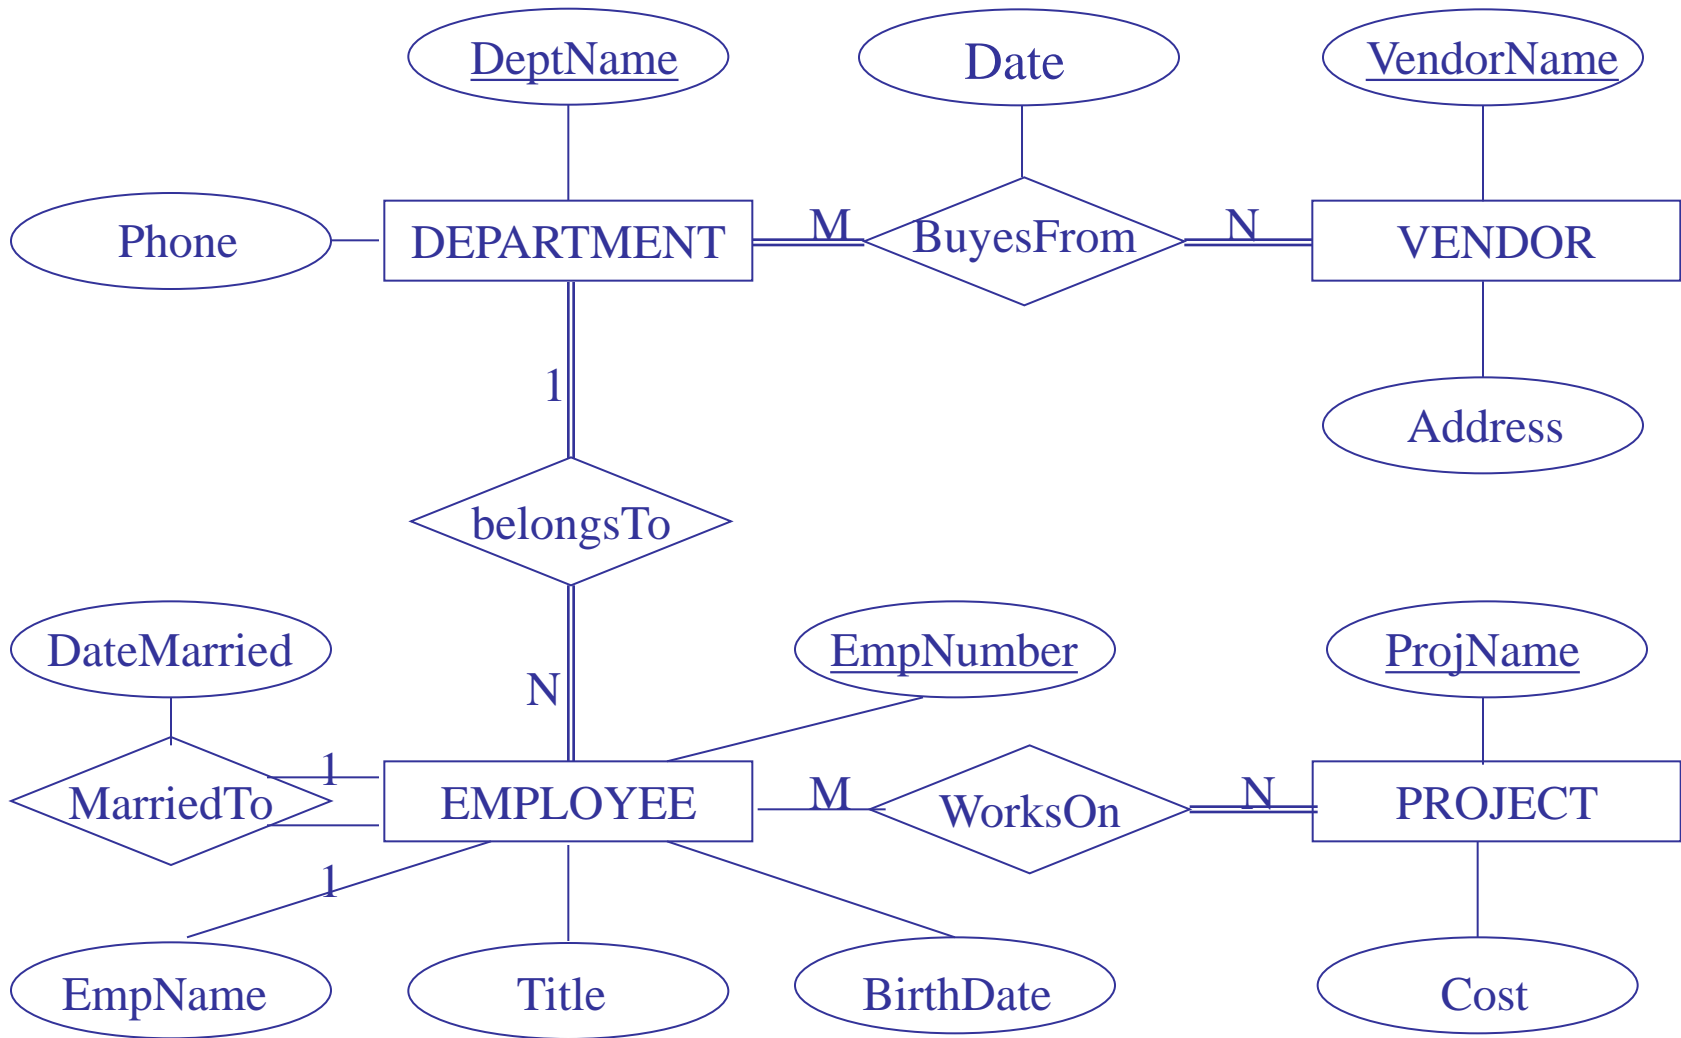 DeptName
Date
VendorName
Phone
DEPARTMENT
M
BuyesFrom
N
VENDOR
1
Address
belongsTo
DateMarried
N
EmpNumber
ProjName
1
MarriedTo
EMPLOYEE
M
WorksOn
N
PROJECT
1
EmpName
Title
BirthDate
Cost